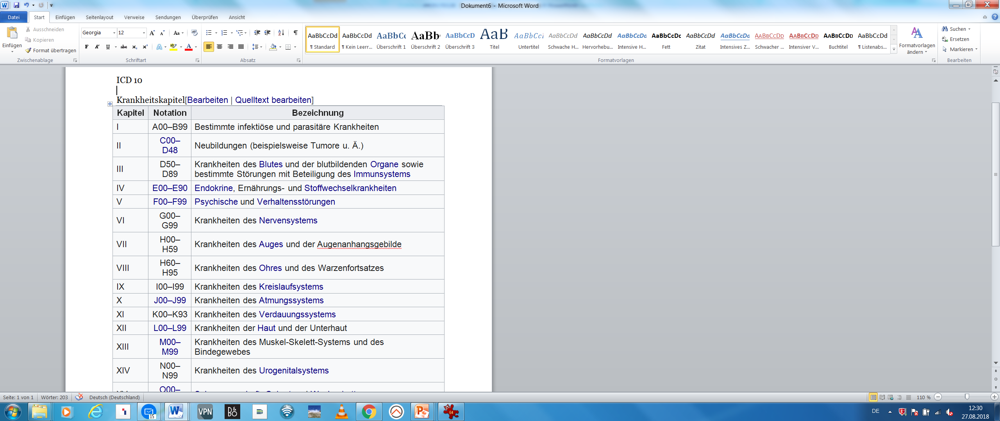 Dokument6 - Microsoft Word
Datei Start Einfügen Seitenlayout Verweise Sendungen Überprüfen Ansicht
Einfügen
Ausschneiden
Kopieren
Format übertragen
Zwischenablage
Georgia 12
F K U abc x₂ x²
Schriftart
Absatz
AaBbCcDd AaBbCcDd AaBbCc AaBb AaBbCcD AaB AaBbCcI AaBbCcDd AaBbCcDd AaBbCcDd AaBbCcDc AaBbCcDd AaBbCcDd AaBbCcDD AaBbCcDD AaBbCcDD AaBbCcDd
¶ Standard ¶ Kein Leerr... Überschrift 1 Überschrift 2 Überschrift 3 Titel Untertitel Schwache H... Hervorhebu... Intensive H... Fett Zitat Intensives Z... Schwacher ... Intensiver V... Buchtitel ¶ Listenabs...
Formatvorlagen
Formatvorlagen
ändern
Suchen
Ersetzen
Markieren
Bearbeiten
ICD 10
Krankheitskapitel[Bearbeiten | Quelltext bearbeiten]
Kapitel Notation Bezeichnung
I A00–B99 Bestimmte infektiöse und parasitäre Krankheiten
II C00–
D48 Neubildungen (beispielsweise Tumore u. Ä.)
III D50–
D89 Krankheiten des Blutes und der blutbildenden Organe sowie
bestimmte Störungen mit Beteiligung des Immunsystems
IV E00–E90 Endokrine, Ernährungs- und Stoffwechselkrankheiten
V F00–F99 Psychische und Verhaltensstörungen
VI G00–
G99 Krankheiten des Nervensystems
VII H00–
H59 Krankheiten des Auges und der Augenanhangsgebilde
VIII H60–
H95 Krankheiten des Ohres und des Warzenfortsatzes
IX I00–I99 Krankheiten des Kreislaufsystems
X J00–J99 Krankheiten des Atmungssystems
XI K00–K93 Krankheiten des Verdauungssystems
XII L00–L99 Krankheiten der Haut und der Unterhaut
XIII M00–
M99 Krankheiten des Muskel-Skelett-Systems und des
Bindegewebes
XIV N00–
N99 Krankheiten des Urogenitalsystems
O00–
Seite: 1 von 1 Wörter: 203 Deutsch (Deutschland) 110 %
15 VPN B&O 64 DE 12:30
27.08.2018